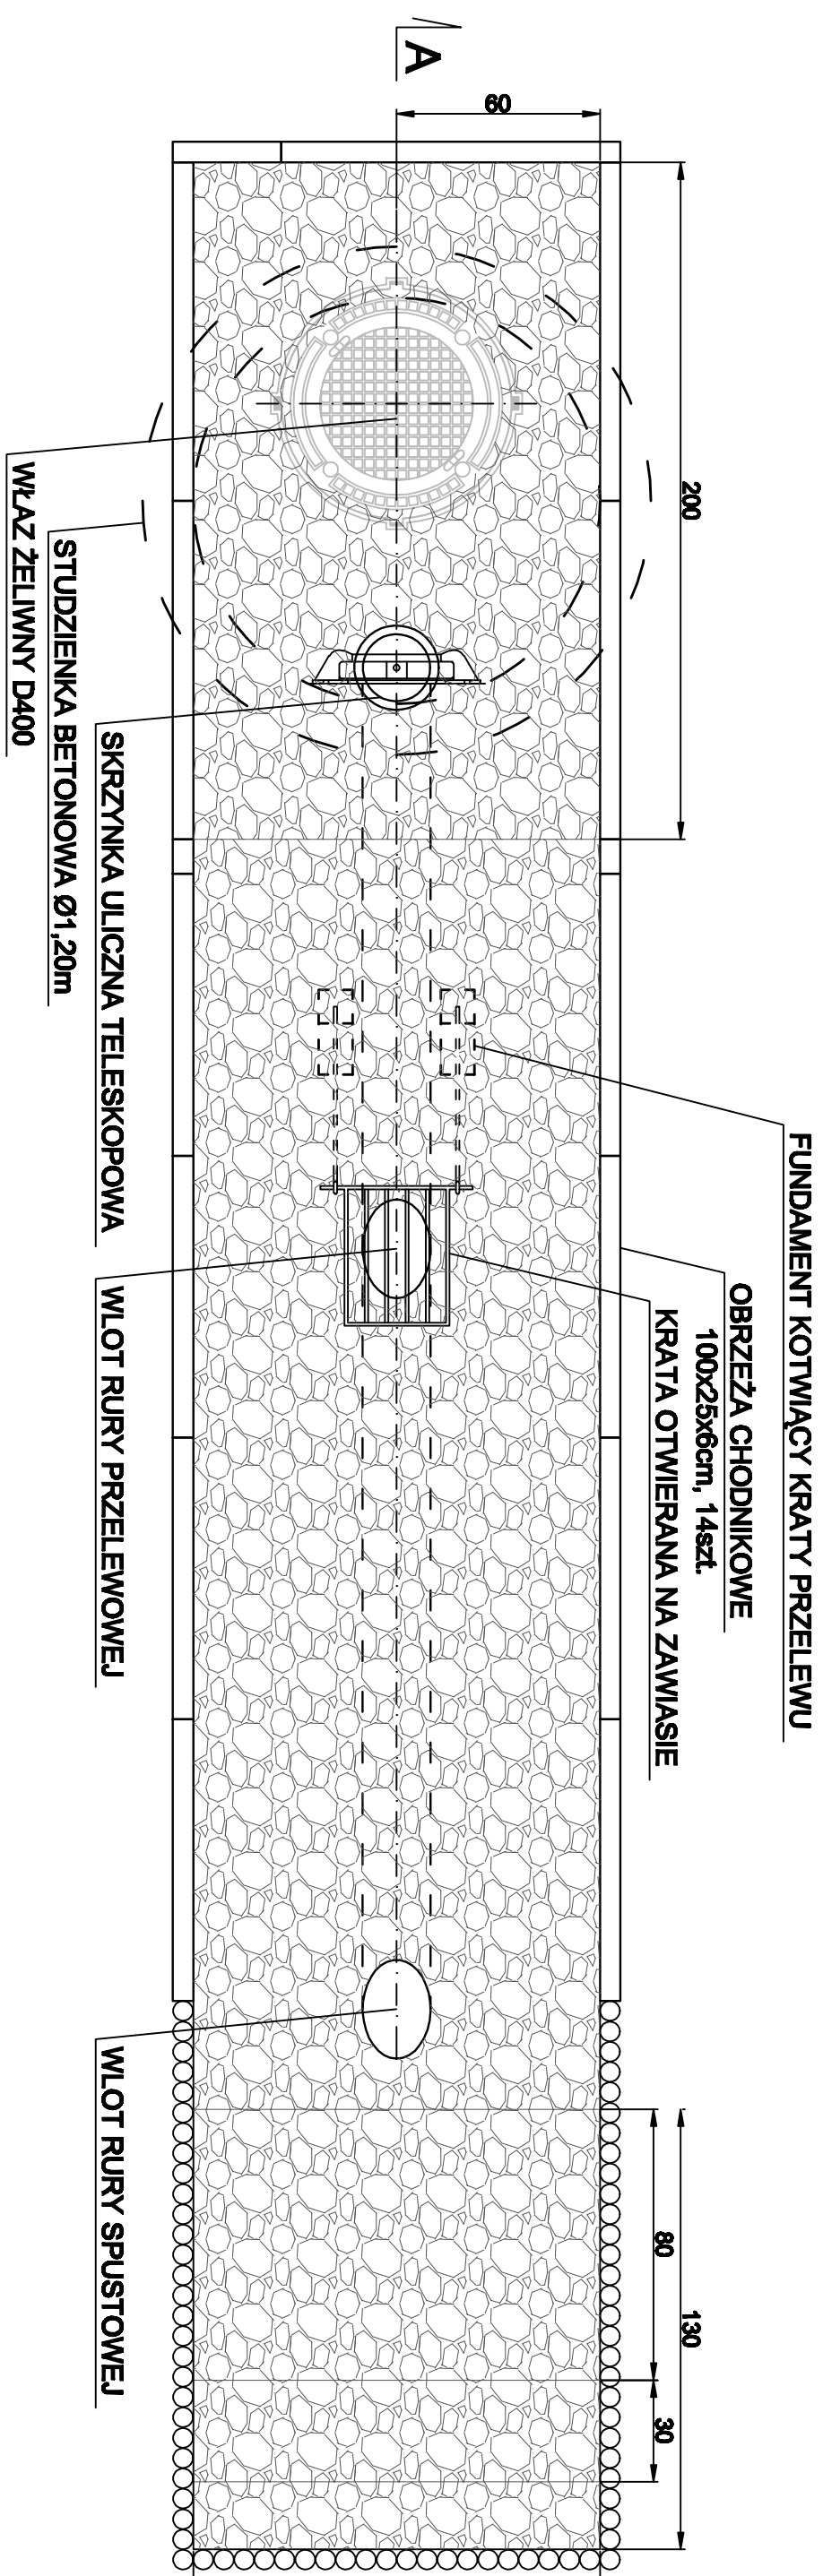 A
60
200
WŁAZ ŻELIWNY D400
STUDZIENKA BETONOWA Ø1,20m
SKRZYNKA ULICZNA TELESKOPOWA
FUNDAMENT KOTWIĄCY KRATY PRZELEWU
OBRZEŻA CHODNIKOWE
100x25x6cm, 14szt.
KRATA OTWIERANA NA ZAWIASIE
WLOT RURY PRZELEWOWEJ
WLOT RURY SPUSTOWEJ
80
130
30